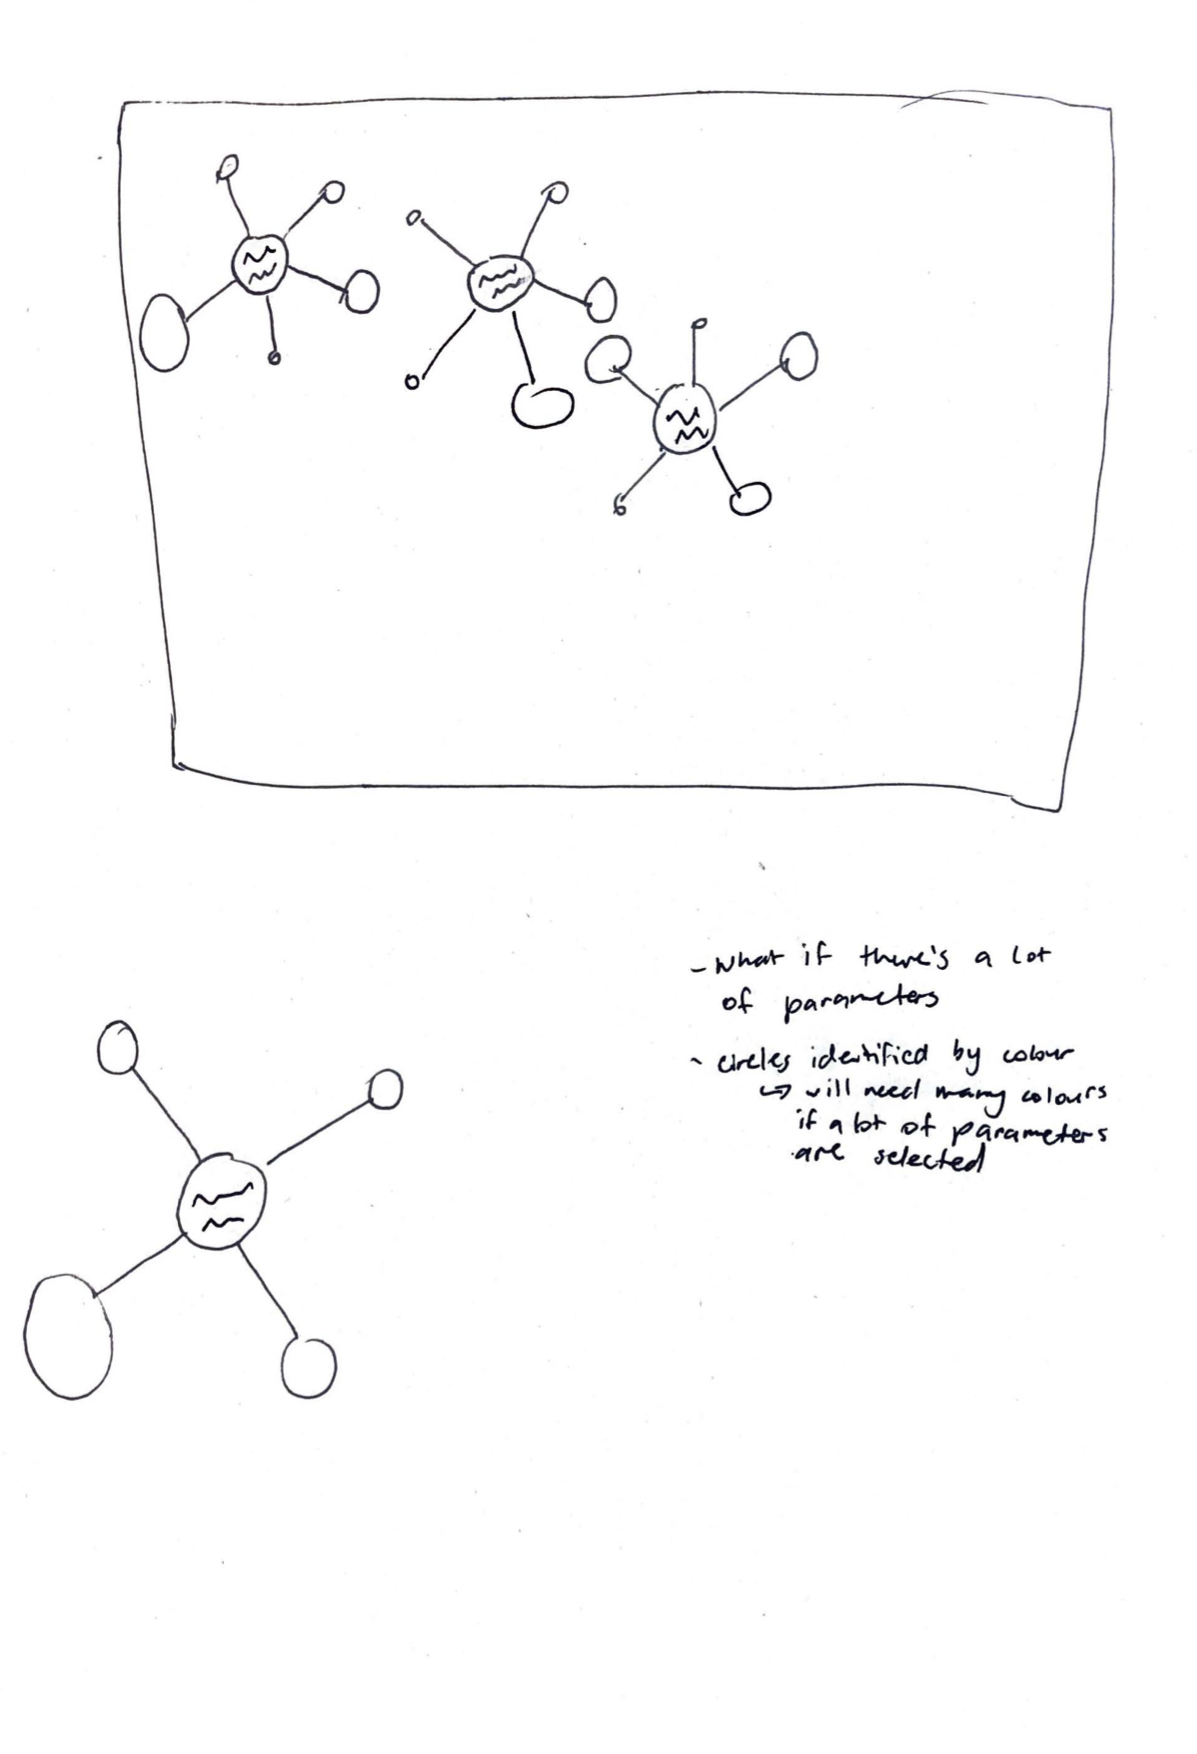 - What if there's a lot
of parameters
- circles identified by colour
↳ will need many colours
if a lot of parameters
are selected